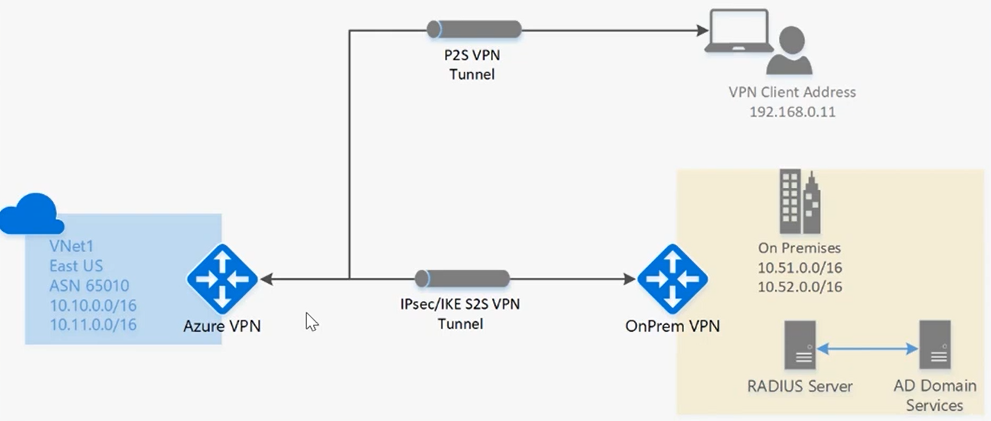 P2S VPN
Tunnel
VPN Client Address
192.168.0.11
VNet1
East US
ASN 65010
10.10.0.0/16
10.11.0.0/16
Azure VPN
IPsec/IKE S2S VPN
Tunnel
OnPrem VPN
On Premises
10.51.0.0/16
10.52.0.0/16
RADIUS Server
AD Domain
Services